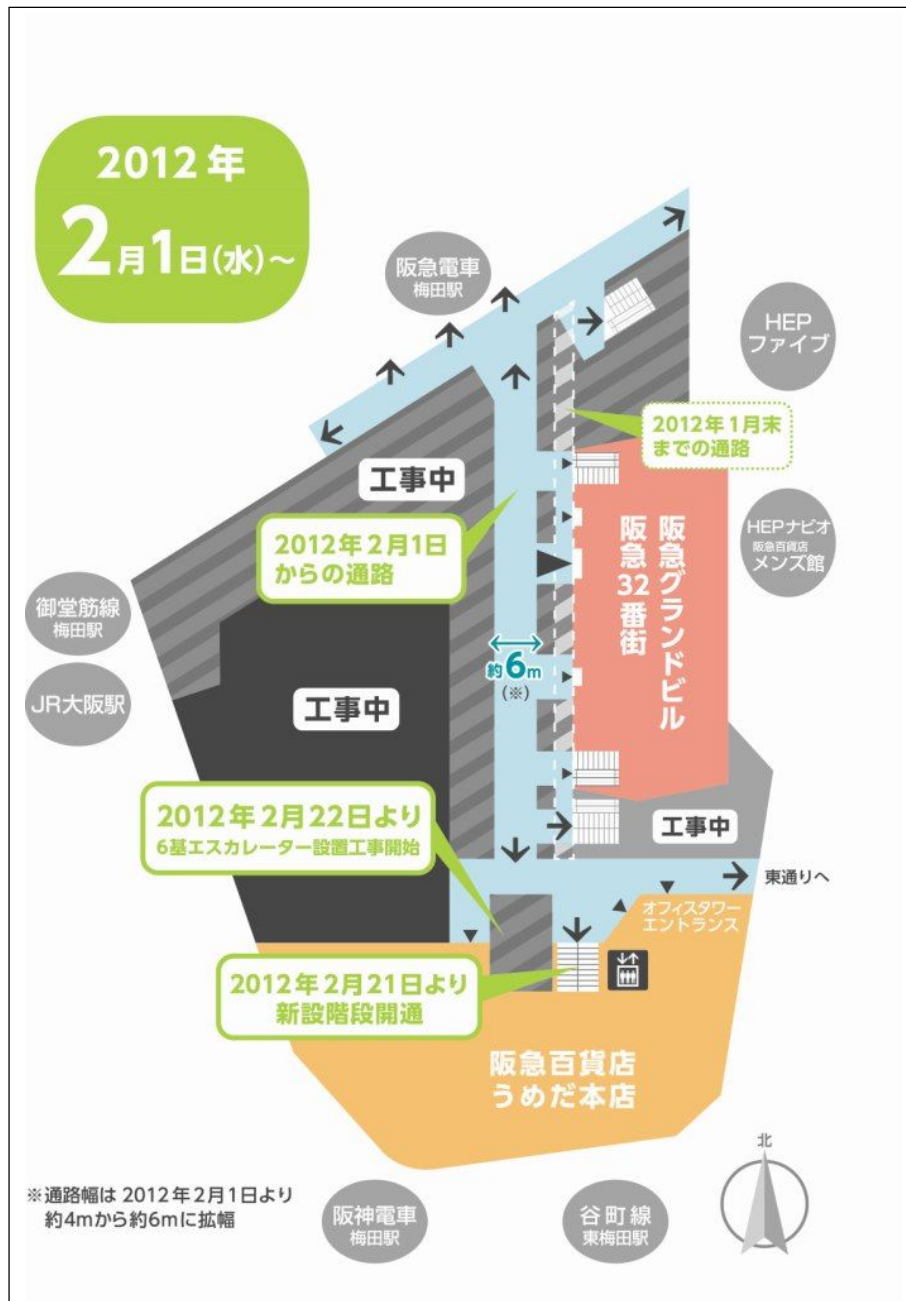 2012年
2月1日(水)～
阪急電車
梅田駅
HEP
ファイブ
2012年1月末
までの通路
工事中
2012年2月1日
からの通路
HEPナビオ
阪急百貨店
メンズ館
阪急グランドビル
阪急32番街
御堂筋線
梅田駅
約6m
(※)
JR大阪駅
工事中
2012年2月22日より
6基エスカレーター設置工事開始
工事中
東通りへ
オフィスタワー
エントランス
2012年2月21日より
新設階段開通
阪急百貨店
うめだ本店
北
※通路幅は2012年2月1日より
約4mから約6mに拡幅
阪神電車
梅田駅
谷町線
東梅田駅